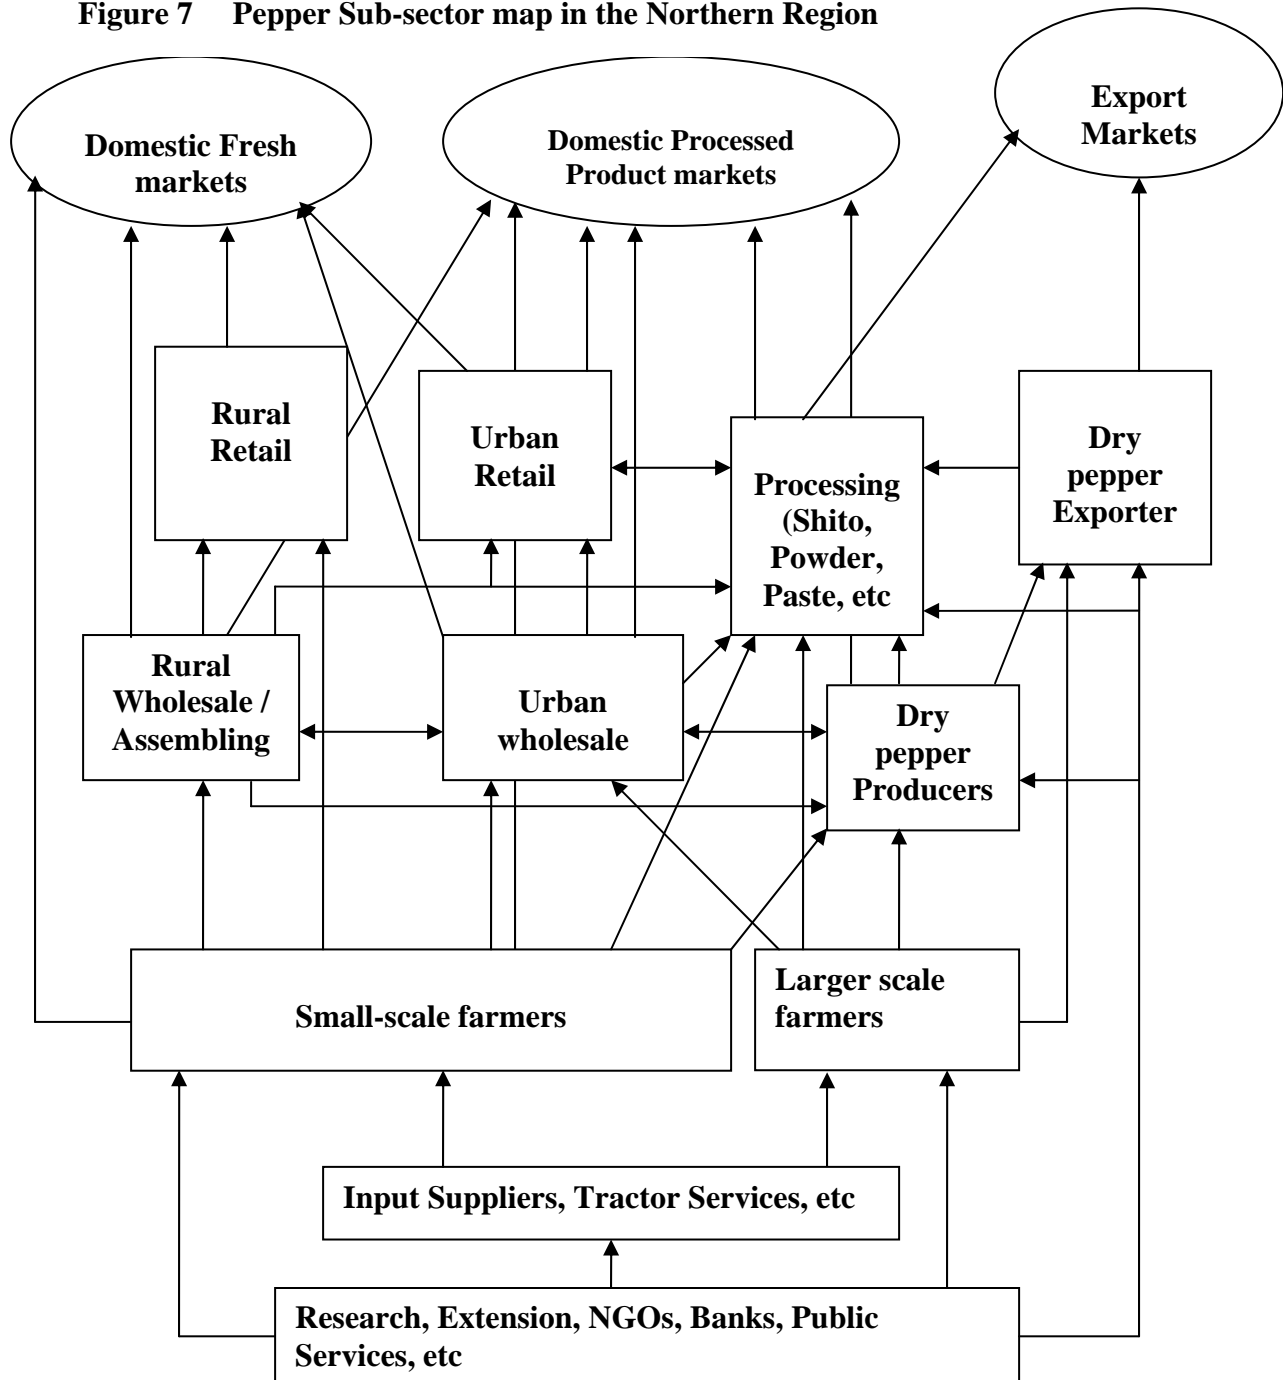 Figure 7 Pepper Sub-sector map in the Northern Region
Export
Markets
Domestic Fresh
markets
Domestic Processed
Product markets
Rural
Retail
Urban
Retail
Processing
(Shito,
Powder,
Paste, etc
Dry
pepper
Exporter
Rural
Wholesale /
Assembling
Urban
wholesale
Dry
pepper
Producers
Small-scale farmers
Larger scale
farmers
Input Suppliers, Tractor Services, etc
Research, Extension, NGOs, Banks, Public
Services, etc